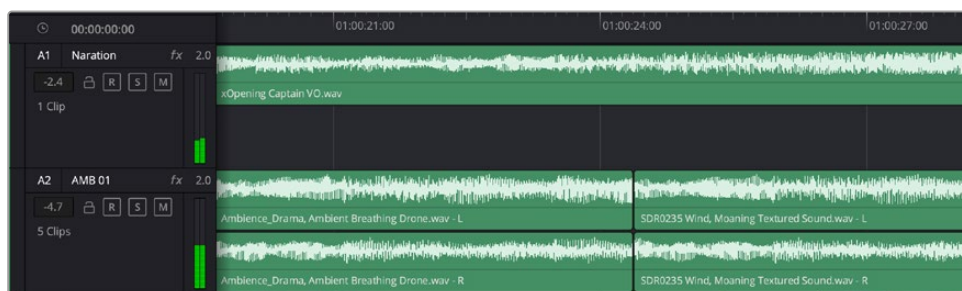 00:00:00:00 01:00:21:00 01:00:24:00 01:00:27:00
A1 Naration fx 2.0
-2.4 R S M
xOpening Captain VO.wav
1 Clip
A2 AMB 01 fx 2.0
-4.7 R S M
Ambience_Drama, Ambient Breathing Drone.wav - L SDR0235 Wind, Moaning Textured Sound.wav - L
5 Clips
Ambience_Drama, Ambient Breathing Drone.wav - R SDR0235 Wind, Moaning Textured Sound.wav - R